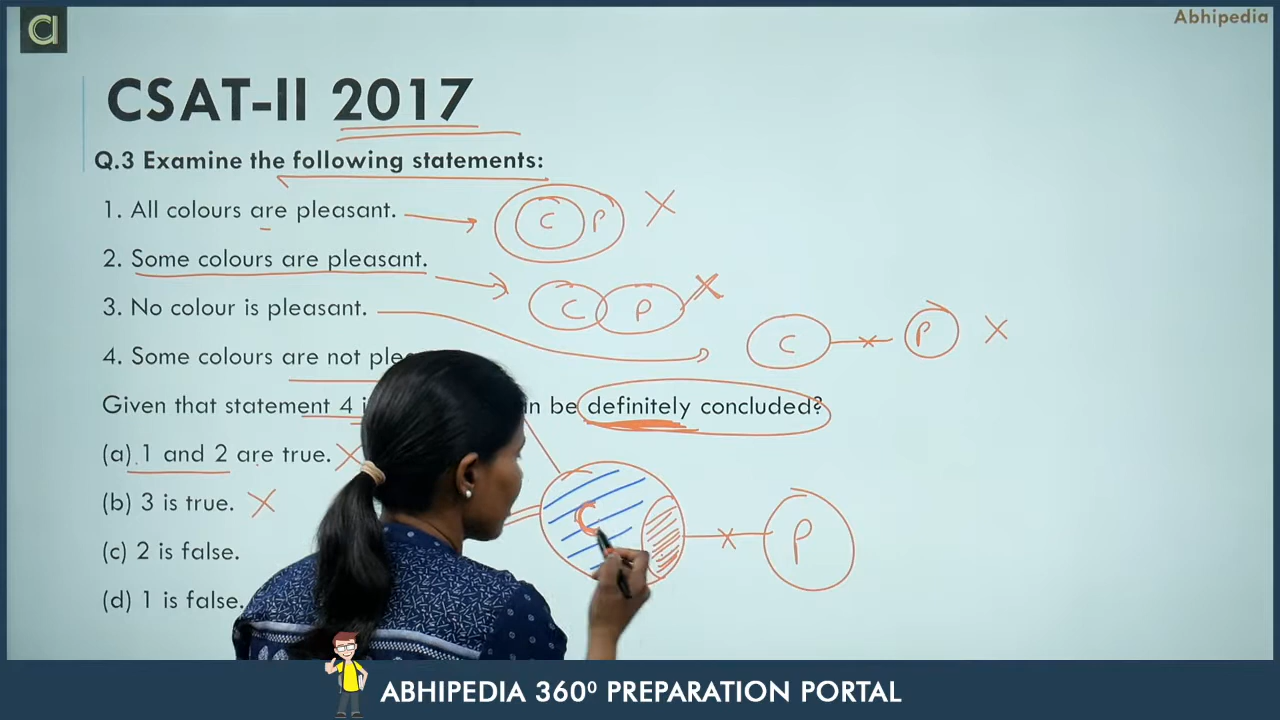 Abhipedia
CSAT-II 2017
Q.3 Examine the following statements:
1. All colours are pleasant.
C P
2. Some colours are pleasant.
C P
3. No colour is pleasant.
C P
4. Some colours are not
Given that statement 4 be definitely concluded?
(a) 1 and 2 are true.
(b) 3 is true.
C P
(c) 2 is false.
(d) 1 is false.
ABHIPEDIA 360⁰ PREPARATION PORTAL